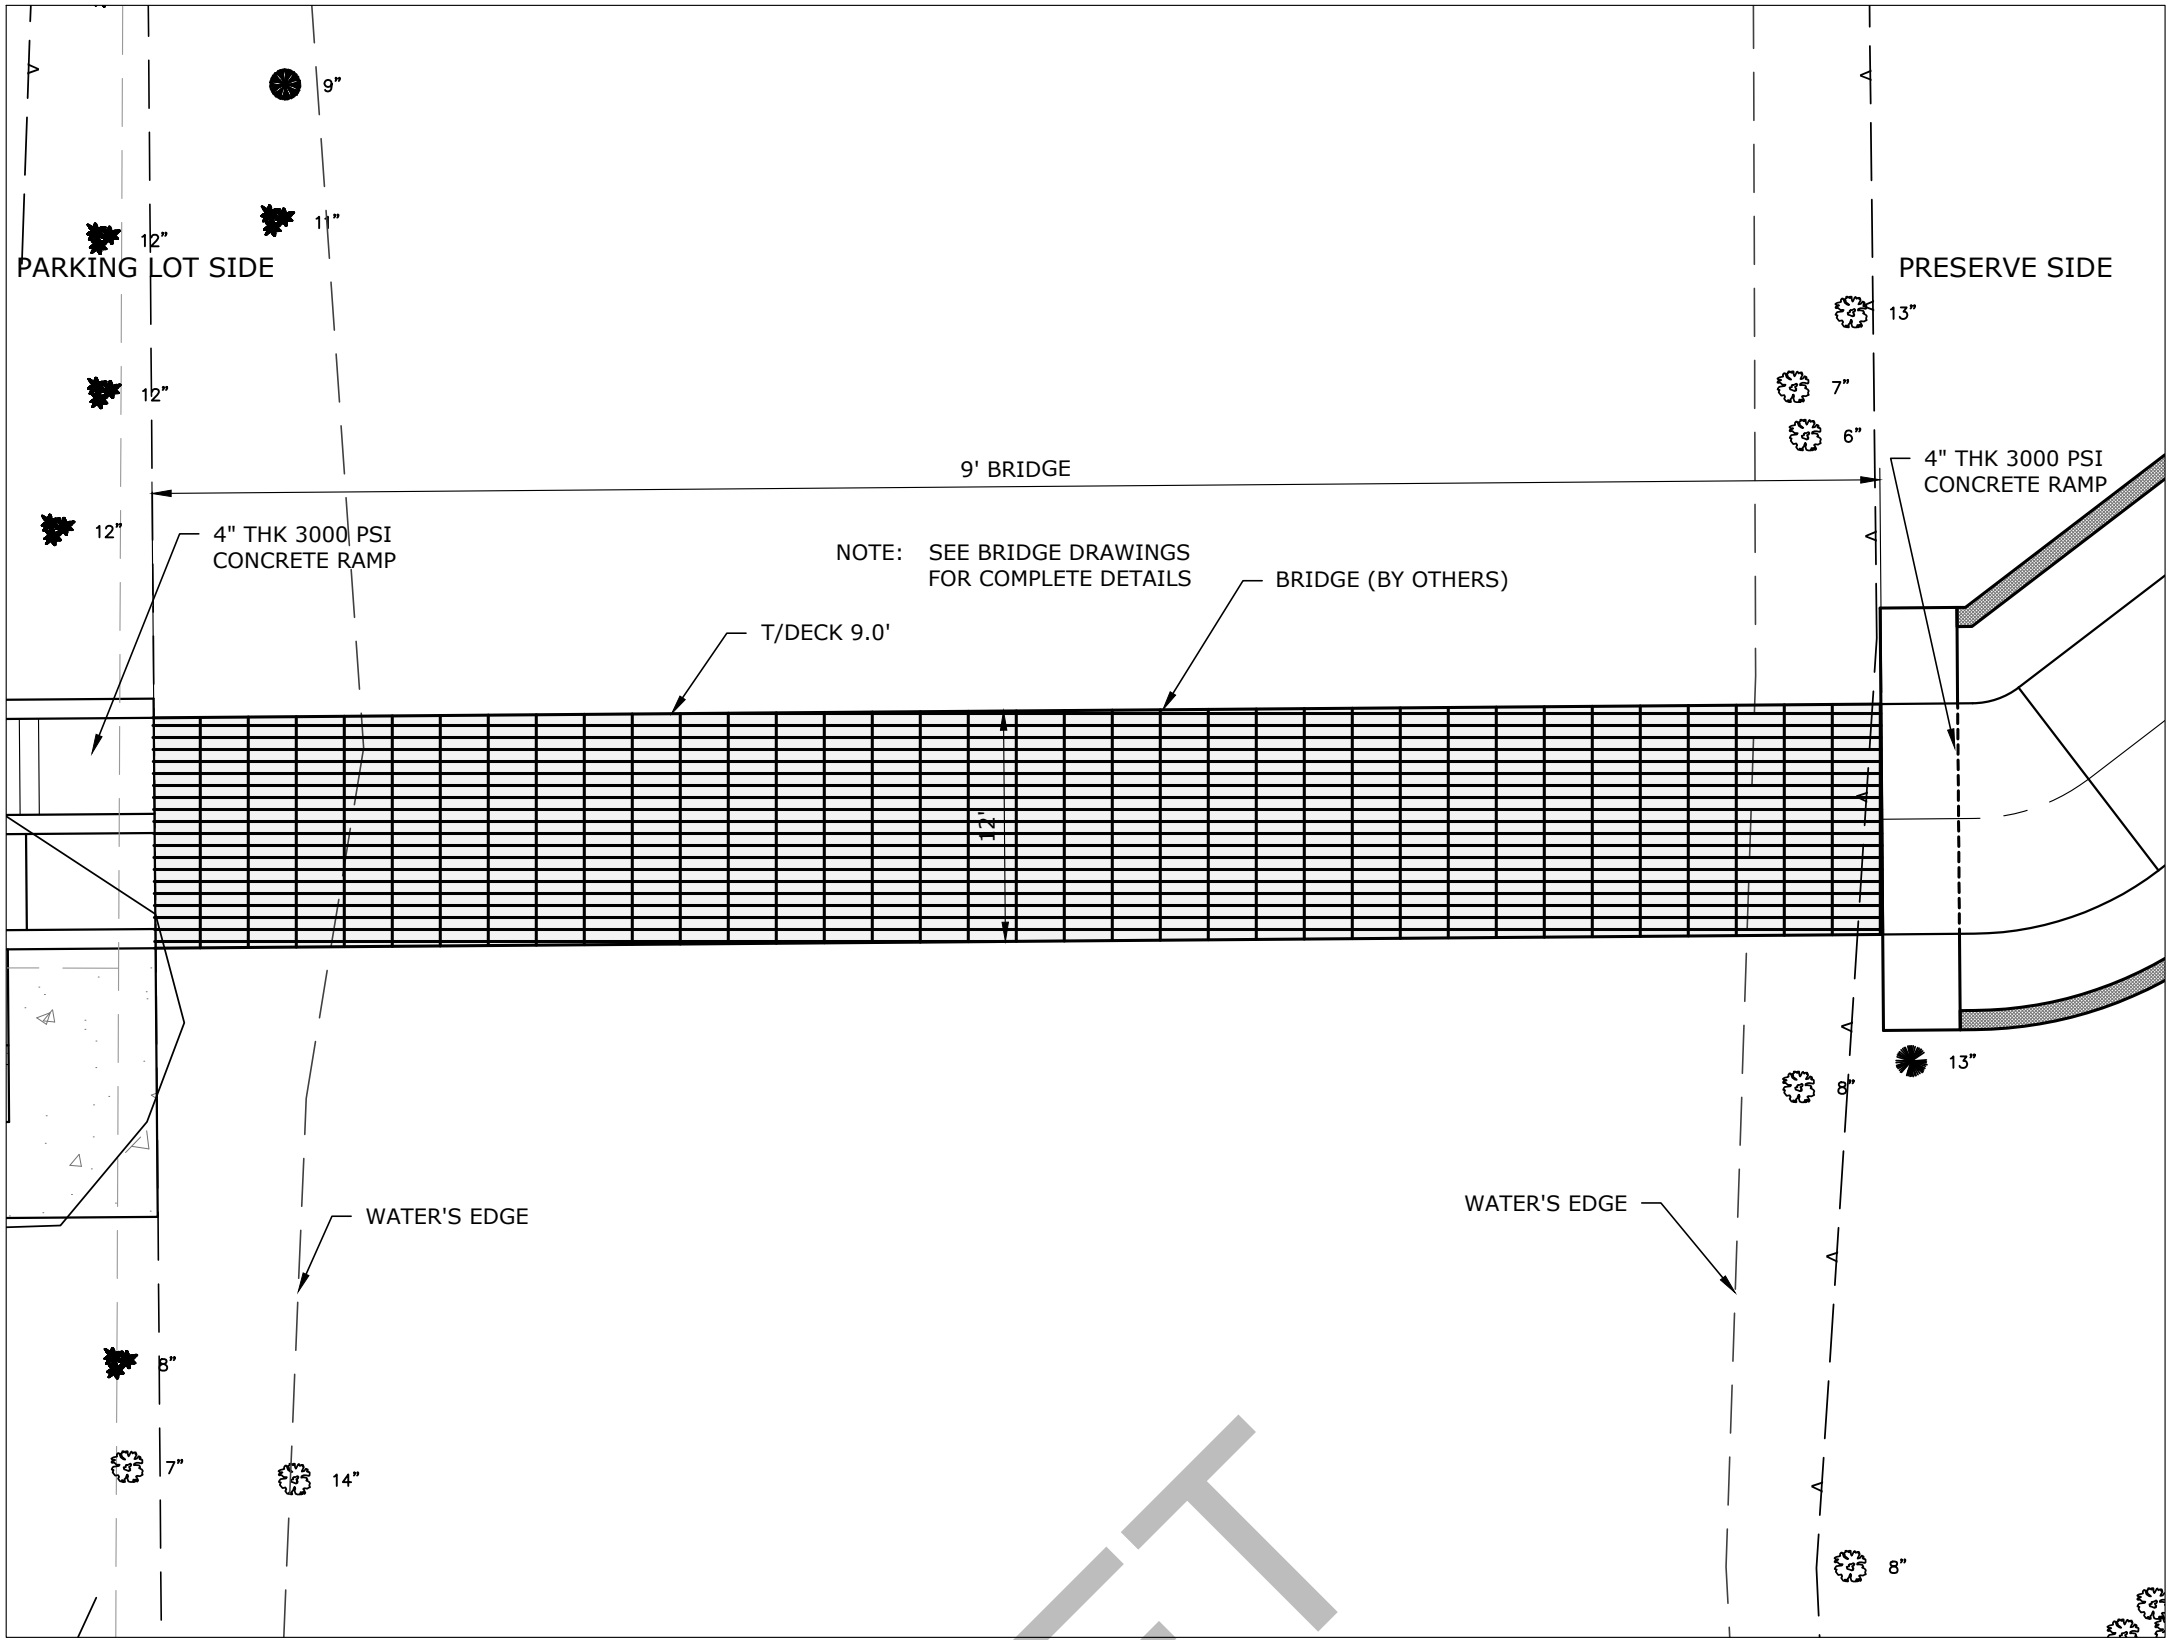 9"
11"
12"
PARKING LOT SIDE
PRESERVE SIDE
13"
7"
12"
6"
9' BRIDGE
4" THK 3000 PSI
CONCRETE RAMP
12"
4" THK 3000 PSI
CONCRETE RAMP
NOTE: SEE BRIDGE DRAWINGS
FOR COMPLETE DETAILS
BRIDGE (BY OTHERS)
T/DECK 9.0'
12'
13"
8"
WATER'S EDGE
WATER'S EDGE
8"
7"
14"
8"